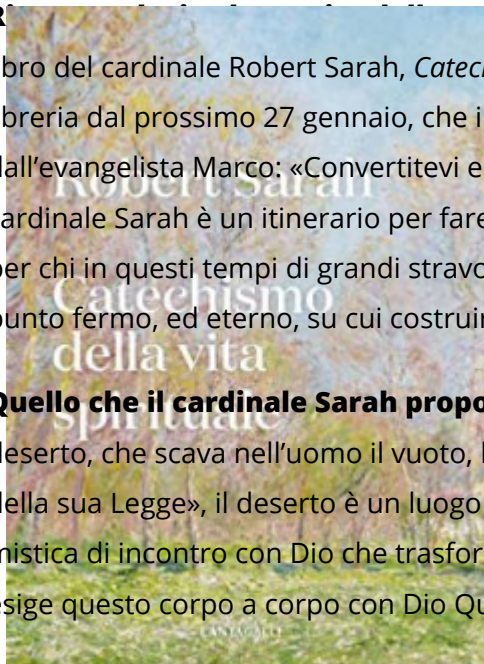 bro del cardinale Robert Sarah, Catec
breria dal prossimo 27 gennaio, che i
dall’evangelista Marco: «Convertitevi e
Robert Sarah
ardinale Sarah è un itinerario per fare
per chi in questi tempi di grandi stravo
Catechismo
punto fermo, ed eterno, su cui costruir
della vita
Quello che il cardinale Sarah propo
spirituale
deserto, che scava nell’uomo il vuoto,
della sua Legge», il deserto è un luogo
mistica di incontro con Dio che trasfor
esige questo corpo a corpo con Dio Qu
CANTAGALLI